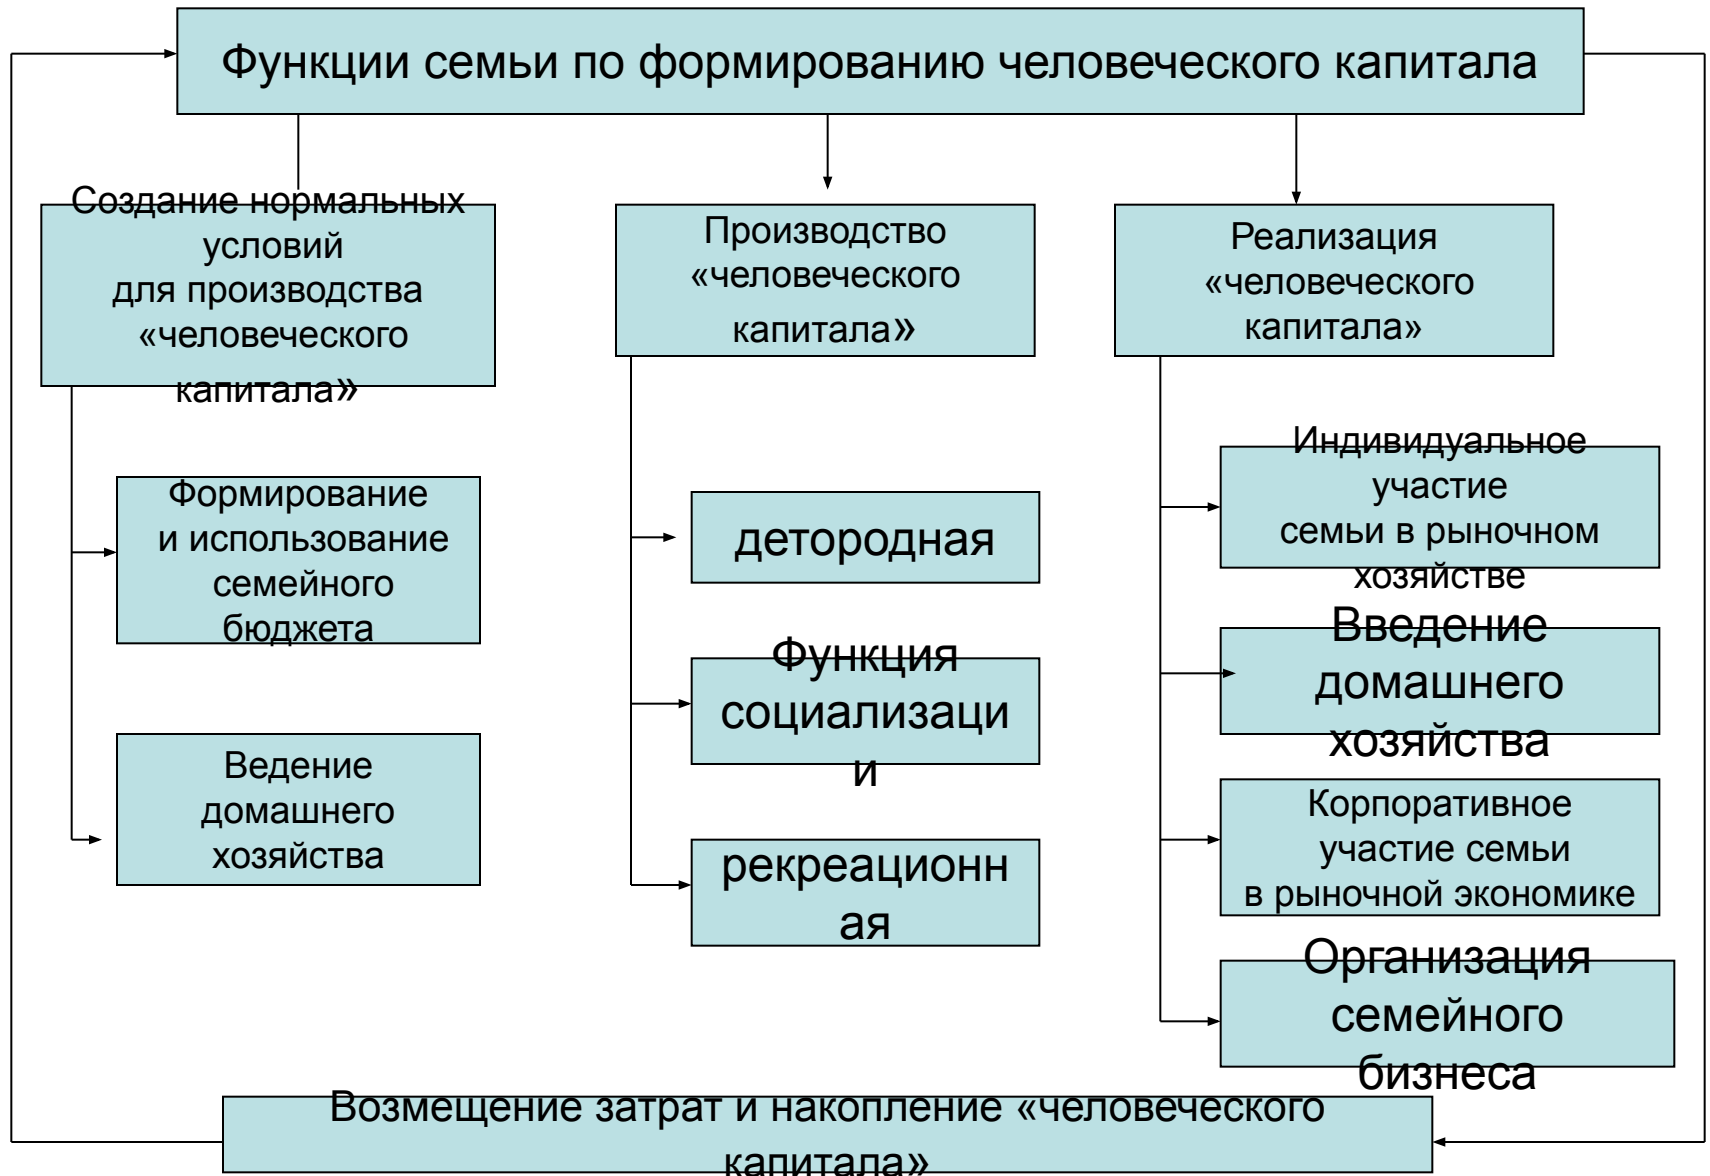 Функции семьи по формированию человеческого капитала
Создание нормальных
условий
для производства
«человеческого
капитала»
Формирование
и использование
семейного
бюджета
Ведение
домашнего
хозяйства
Производство
«человеческого
капитала»
детородная
Функция
социализаци
и
рекреационн
ая
Реализация
«человеческого
капитала»
Индивидуальное
участие
семьи в рыночном
хозяйстве
Введение
домашнего
хозяйства
Корпоративное
участие семьи
в рыночной экономике
Организация
семейного
бизнеса
Возмещение затрат и накопление «человеческого
капитала»